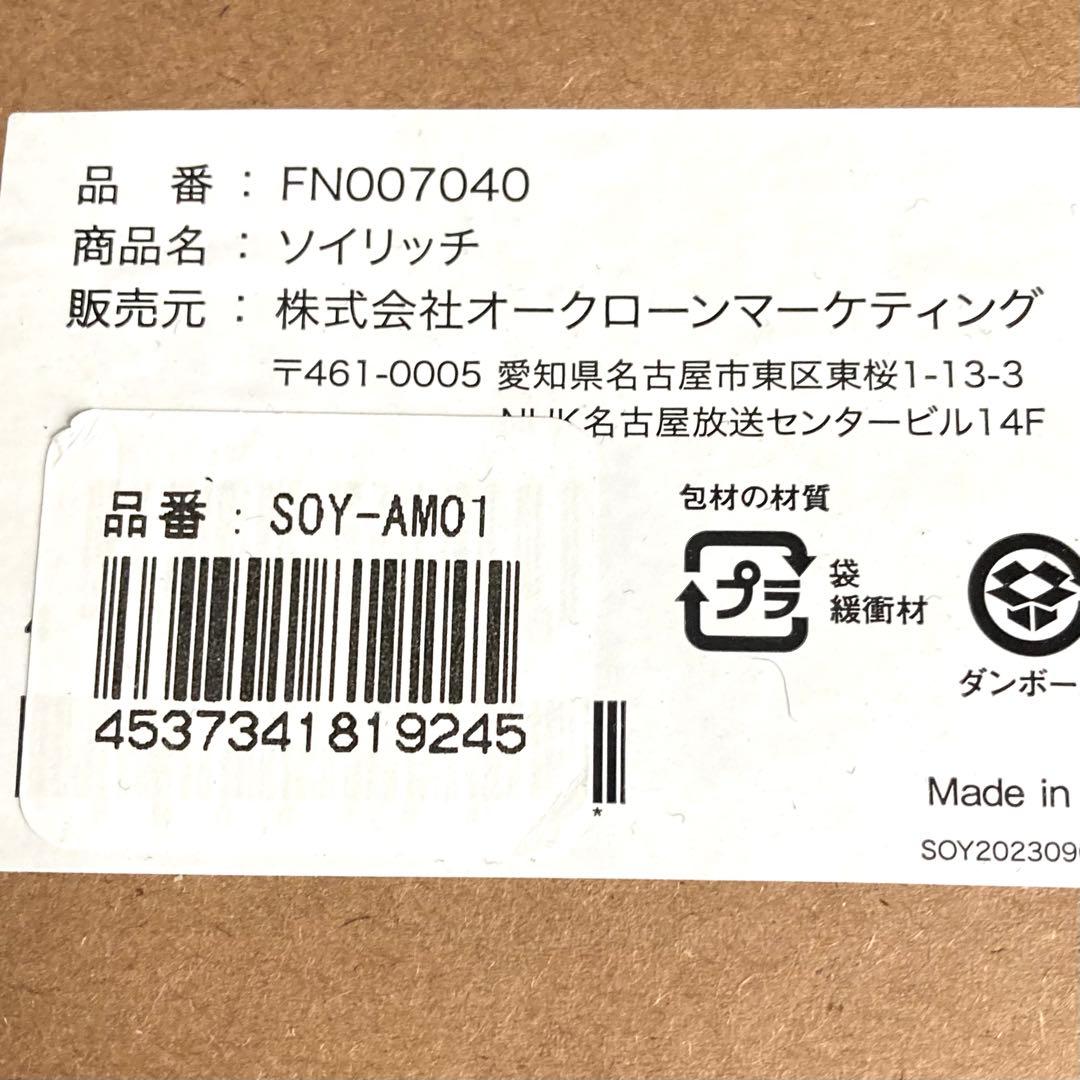 品　番：FN007040
商品名：ソイリッチ
販売元：株式会社オークローンマーケティング
〒461-0005 愛知県名古屋市東区東桜1-13-3
NHK名古屋放送センタービル14F
品番：SOY-AM01
4537341819245
包材の材質
プラ
袋
緩衝材
ダンボー
Made in
SOY202309
*